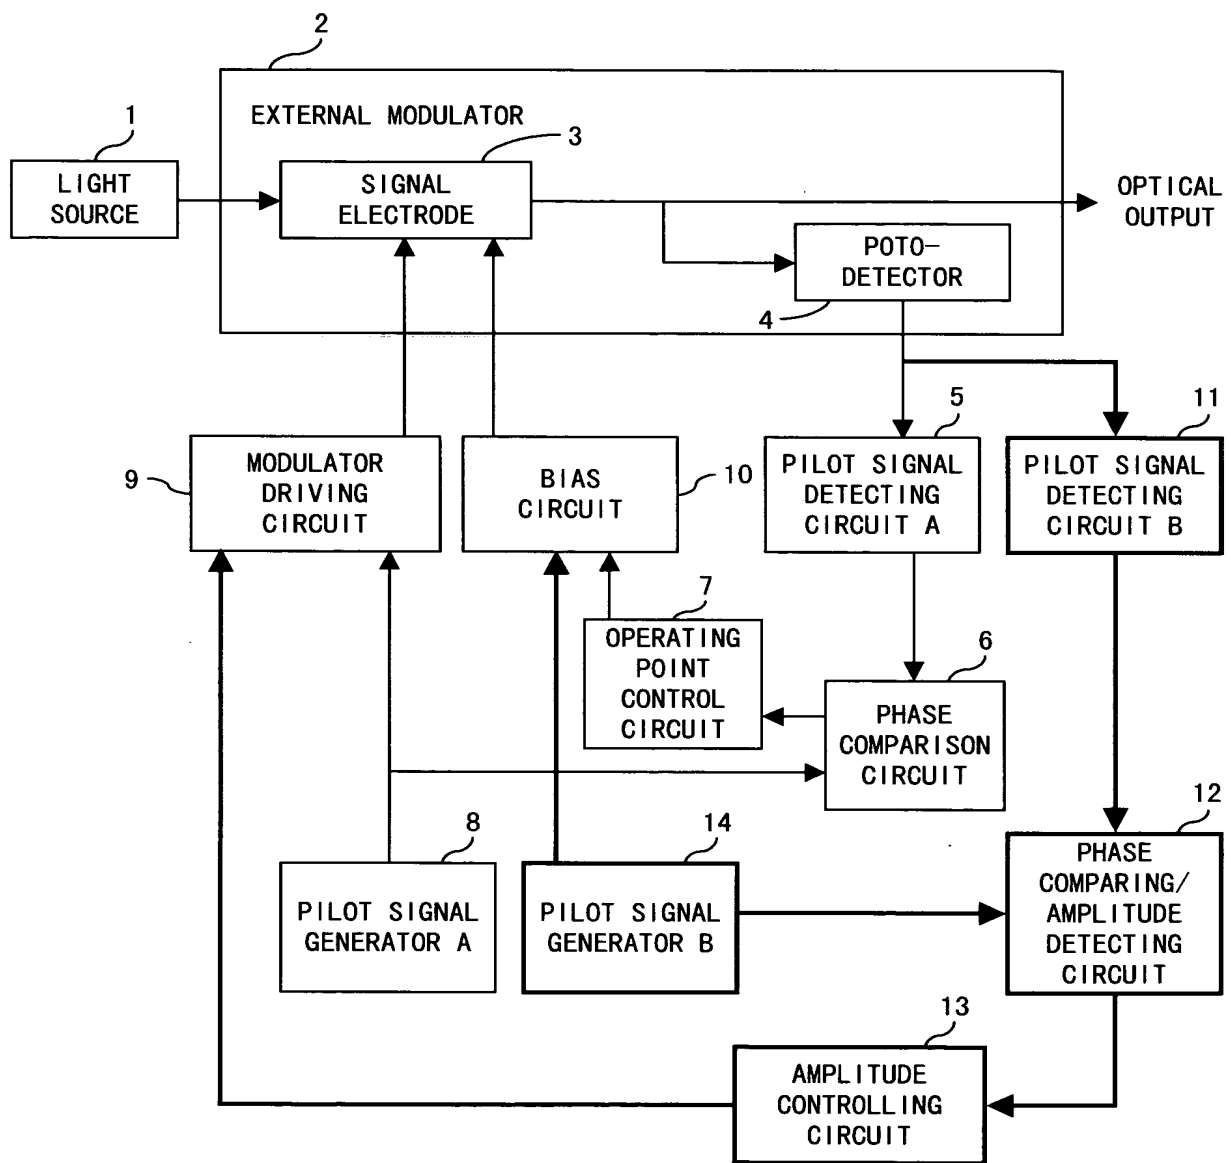 2
EXTERNAL MODULATOR
1
3
LIGHT
SOURCE
SIGNAL
ELECTRODE
OPTICAL
OUTPUT
POTO-
DETECTOR
4
5
11
9
MODULATOR
DRIVING
CIRCUIT
BIAS
CIRCUIT
10
PILOT SIGNAL
DETECTING
CIRCUIT A
PILOT SIGNAL
DETECTING
CIRCUIT B
7
OPERATING
POINT
CONTROL
CIRCUIT
6
PHASE
COMPARISON
CIRCUIT
8
14
12
PILOT SIGNAL
GENERATOR A
PILOT SIGNAL
GENERATOR B
PHASE
COMPARING/
AMPLITUDE
DETECTING
CIRCUIT
13
AMPLITUDE
CONTROLLING
CIRCUIT